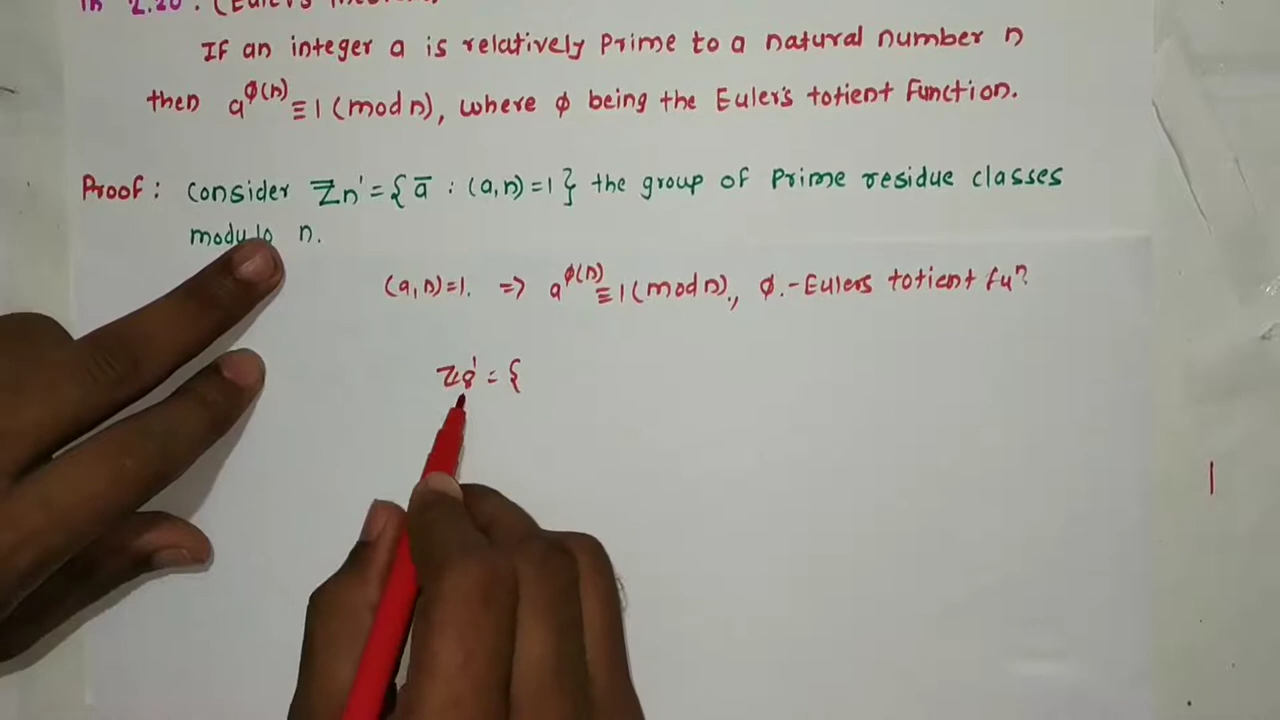 If an integer a is relatively prime to a natural number n
then a^ϕ(n) ≡ 1 (mod n), where ϕ being the Euler's totient function.
Proof: Consider Zn' = { a̅ : (a,n) = 1 } the group of prime residue classes
modulo n.
(a,n)=1. => a^ϕ(n) ≡ 1 (mod n)., ϕ.-Eulers totient fuⁿ.
Z8' = {